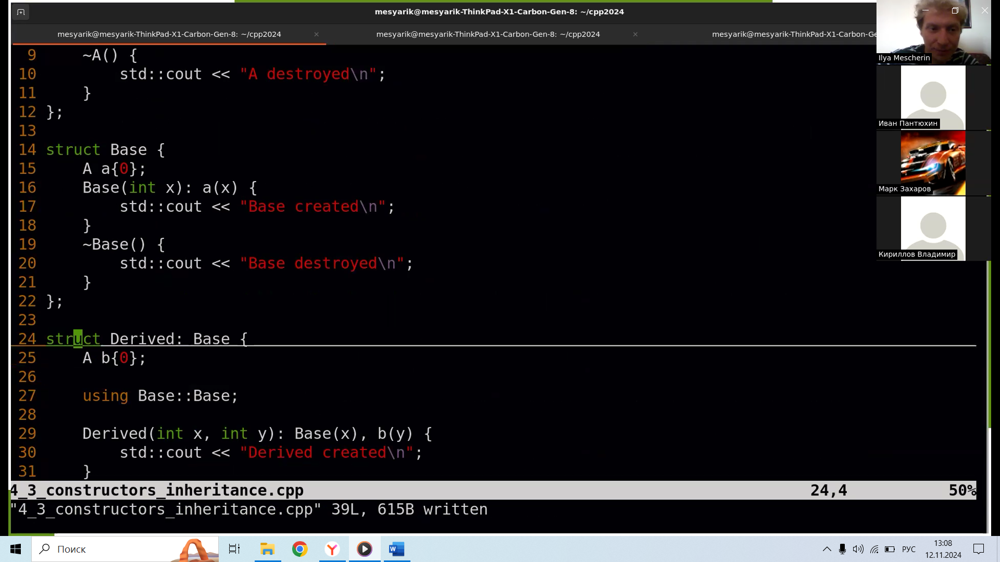 mesyarik@mesyarik-ThinkPad-X1-Carbon-Gen-8: ~/cpp2024
mesyarik@mesyarik-ThinkPad-X1-Carbon-Gen-8: ~/cpp2024 ×
mesyarik@mesyarik-ThinkPad-X1-Carbon-Gen-8: ~/cpp2024 ×
mesyarik@mesyarik-ThinkPad-X1-Carbon-Ge
9 ~A() {
10 std::cout << "A destroyed\n";
11 }
12 };
13
14 struct Base {
15 A a{0};
16 Base(int x): a(x) {
17 std::cout << "Base created\n";
18 }
19 ~Base() {
20 std::cout << "Base destroyed\n";
21 }
22 };
23
24 struct Derived: Base {
25 A b{0};
26
27 using Base::Base;
28
29 Derived(int x, int y): Base(x), b(y) {
30 std::cout << "Derived created\n";
31 }
4_3_constructors_inheritance.cpp 24,4 50%
"4_3_constructors_inheritance.cpp" 39L, 615B written
Ilya Mescherin
Иван Пантюхин
Марк Захаров
Кириллов Владимир
Поиск
РУС
13:08
12.11.2024